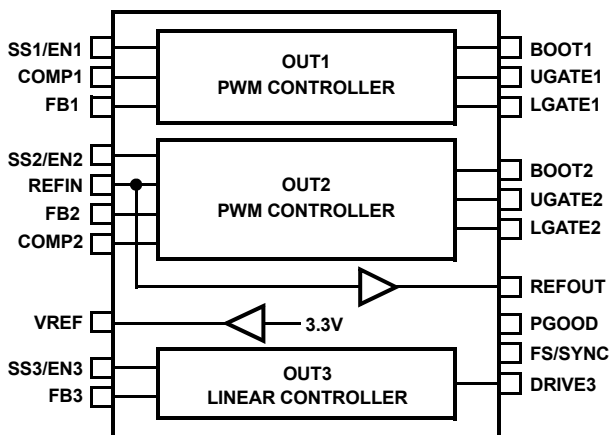 SS1/EN1
COMP1
FB1
OUT1
PWM CONTROLLER
BOOT1
UGATE1
LGATE1
SS2/EN2
REFIN
FB2
COMP2
OUT2
PWM CONTROLLER
BOOT2
UGATE2
LGATE2
REFOUT
VREF
3.3V
PGOOD
FS/SYNC
SS3/EN3
FB3
OUT3
LINEAR CONTROLLER
DRIVE3